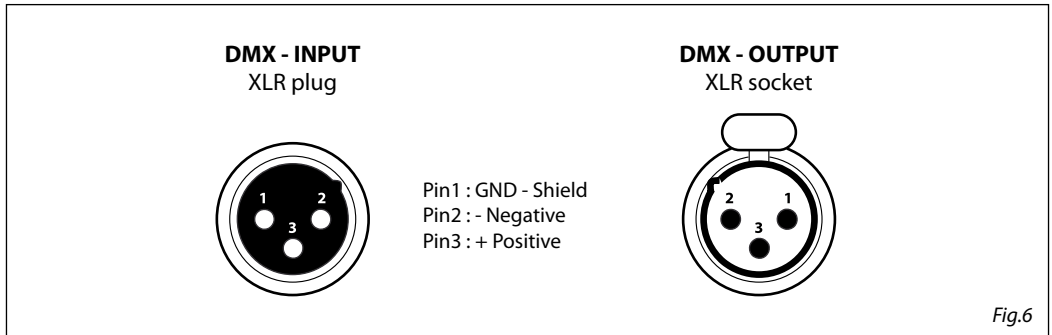 DMX - INPUT
XLR plug
DMX - OUTPUT
XLR socket
1 2
3
Pin1 : GND - Shield
Pin2 : - Negative
Pin3 : + Positive
2 1
3
Fig.6